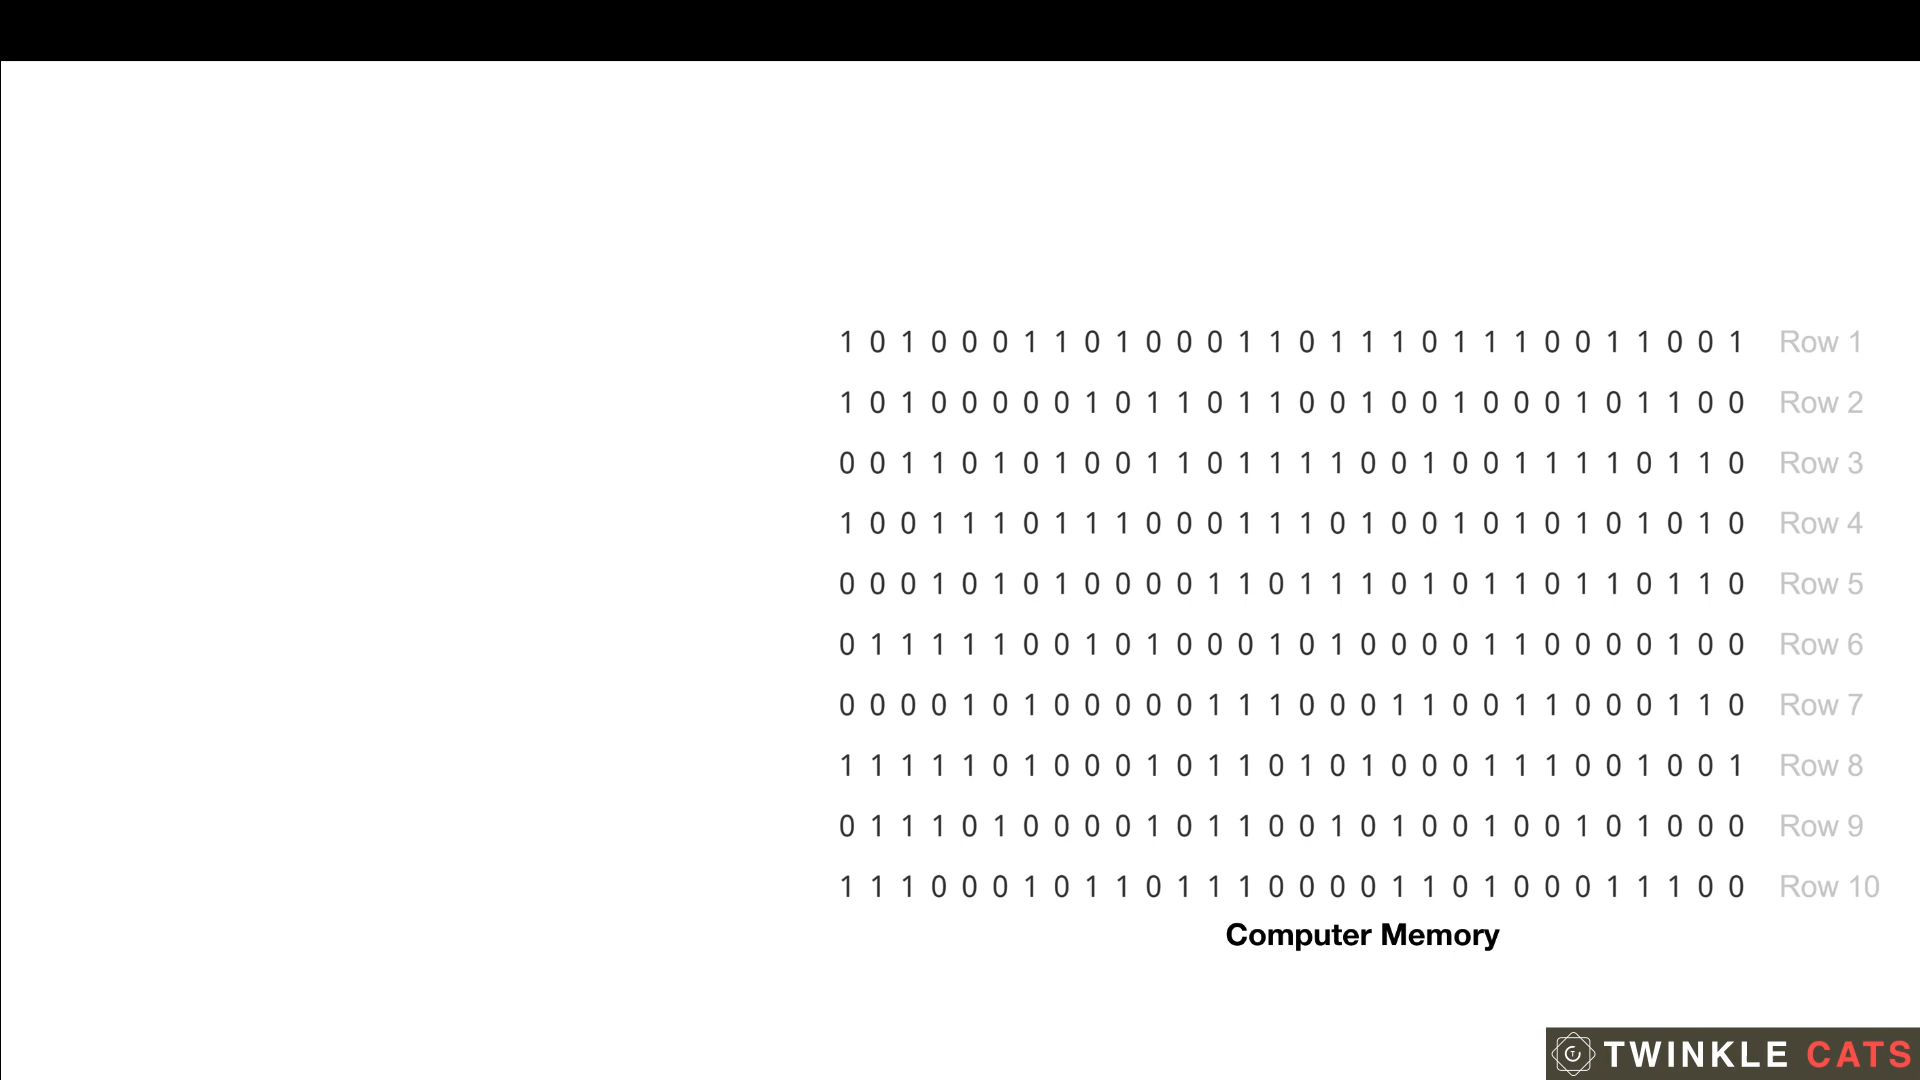 1 0 1 0 0 0 1 1 0 1 0 0 0 1 1 0 1 1 1 0 1 1 1 0 0 1 1 0 0 1 Row 1
1 0 1 0 0 0 0 0 1 0 1 1 0 1 1 0 0 1 0 0 1 0 0 0 1 0 1 1 0 0 Row 2
0 0 1 1 0 1 0 1 0 0 1 1 0 1 1 1 1 0 0 1 0 0 1 1 1 1 0 1 1 0 Row 3
1 0 0 1 1 1 0 1 1 1 0 0 0 1 1 1 0 1 0 0 1 0 1 0 1 0 1 0 1 0 Row 4
0 0 0 1 0 1 0 1 0 0 0 0 1 1 0 1 1 1 0 1 0 1 1 0 1 1 0 1 1 0 Row 5
0 1 1 1 1 1 0 0 1 0 1 0 0 0 1 0 1 0 0 0 0 1 1 0 0 0 0 1 0 0 Row 6
0 0 0 0 1 0 1 0 0 0 0 0 1 1 1 0 0 0 1 1 0 0 1 1 0 0 0 1 1 0 Row 7
1 1 1 1 1 0 1 0 0 0 1 0 1 1 0 1 0 1 0 0 0 1 1 1 0 0 1 0 0 1 Row 8
0 1 1 1 0 1 0 0 0 0 1 0 1 1 0 0 1 0 1 0 0 1 0 0 1 0 1 0 0 0 Row 9
1 1 1 0 0 0 1 0 1 1 0 1 1 1 0 0 0 0 1 1 0 1 0 0 0 1 1 1 0 0 Row 10
Computer Memory
TWINKLE CATS